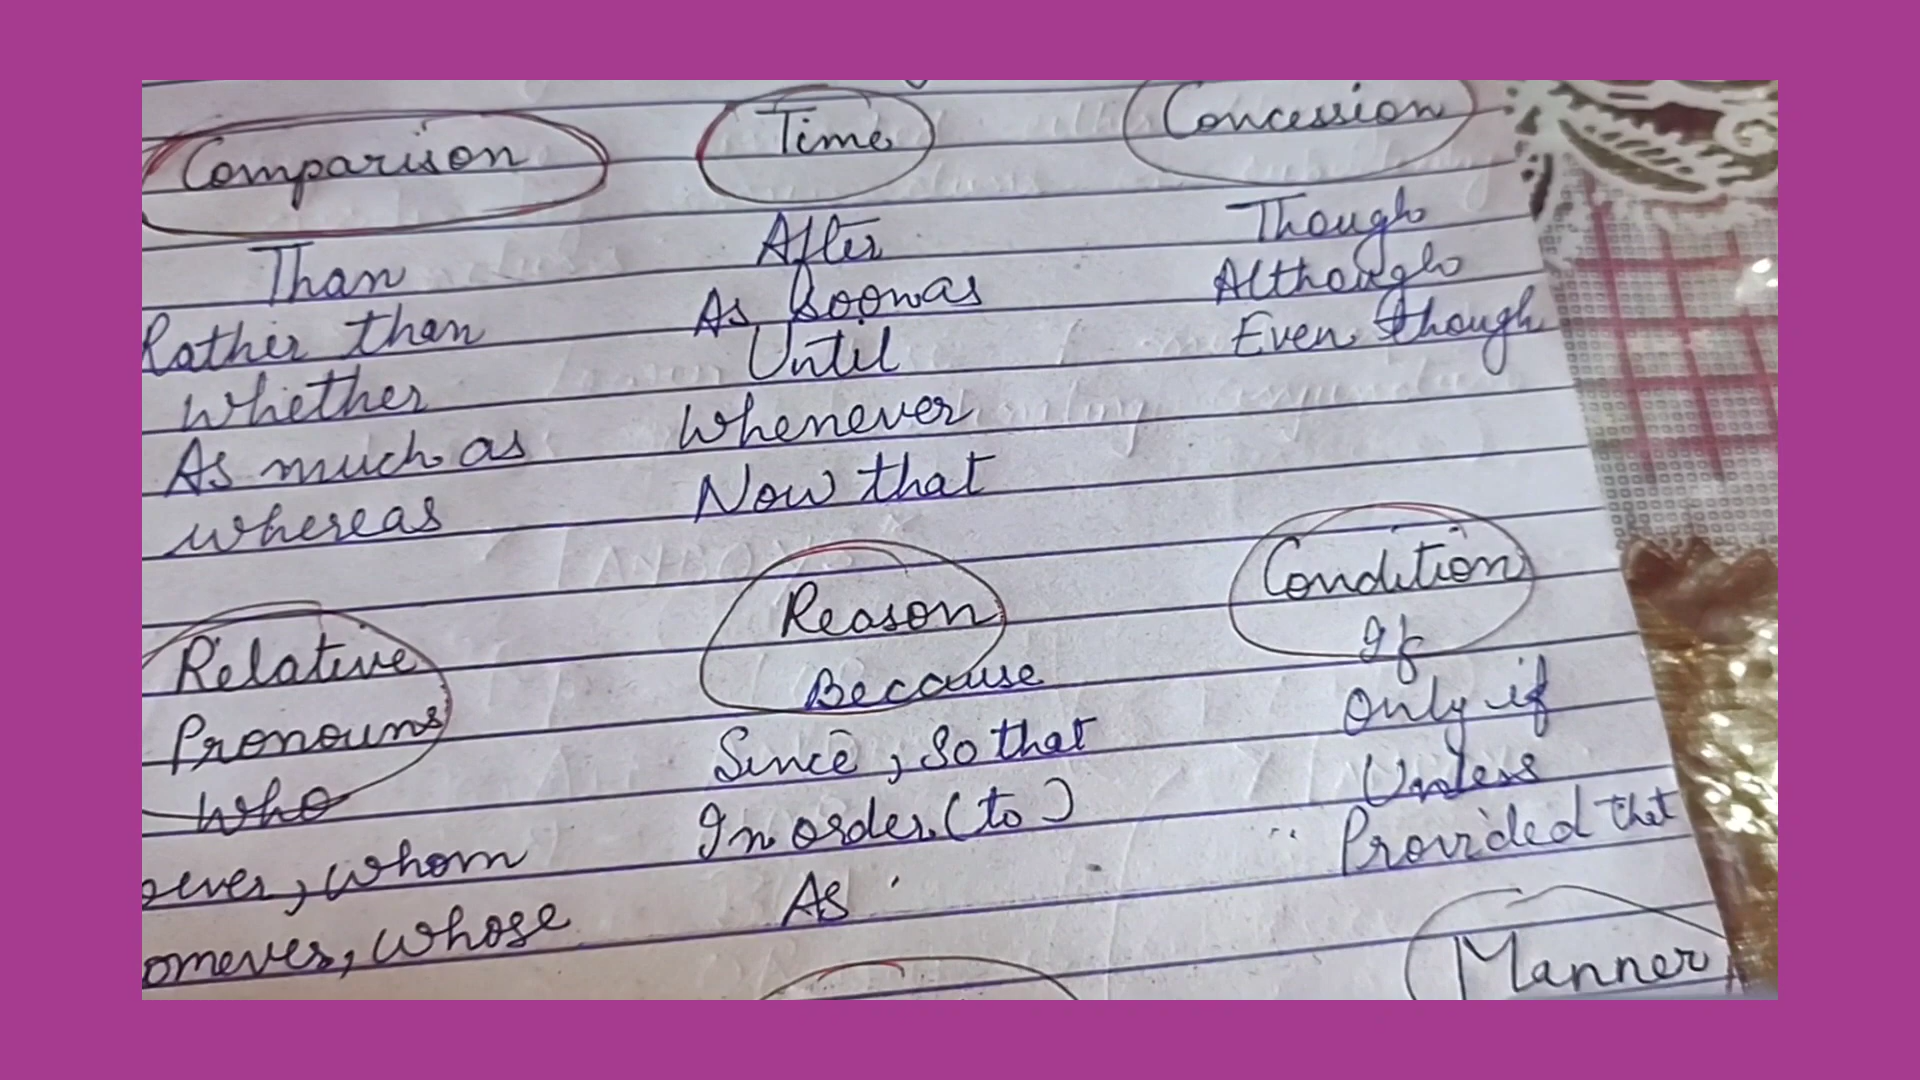 Comparison
Than
Rather than
Whether
As much as
whereas
Time
After
As soon as
Until
Whenever
Now that
Concession
Though
Although
Even though
Relative
Pronouns
Who
whom
whose
Reason
Because
Since, So that
In order (to)
As
Condition
If
Only if
Unless
Provided that
Manner